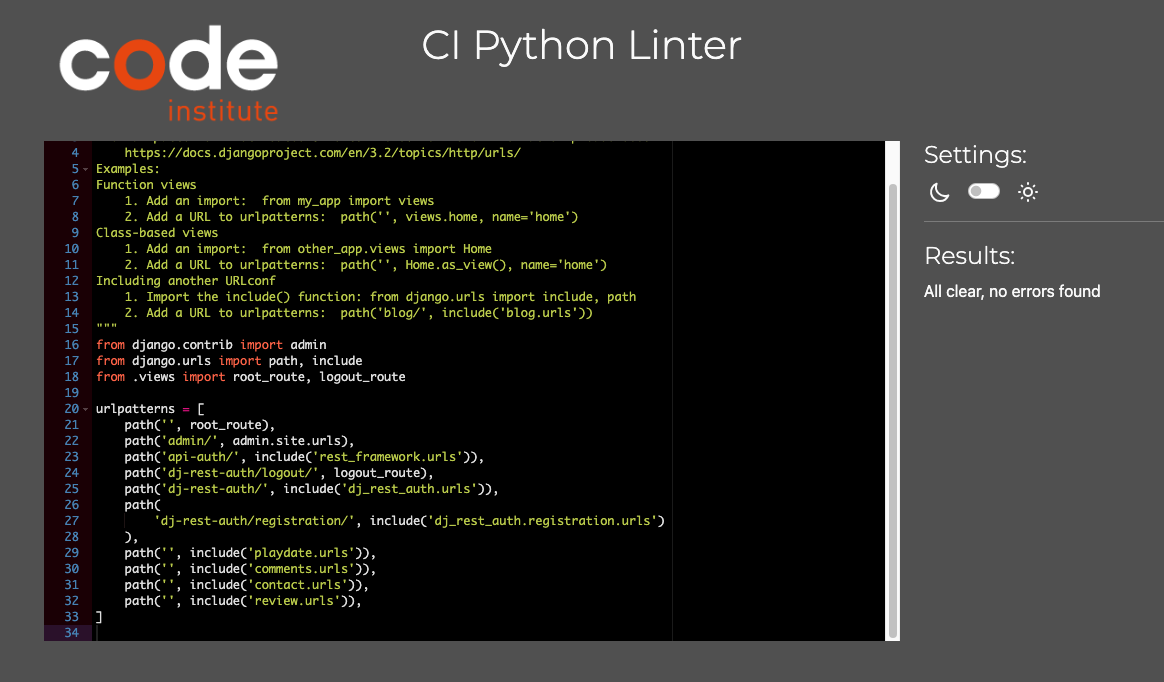 code
institute
CI Python Linter
4 https://docs.djangoproject.com/en/3.2/topics/http/urls/
5 Examples:
6 Function views
7 1. Add an import:  from my_app import views
8 2. Add a URL to urlpatterns:  path('', views.home, name='home')
9 Class-based views
10 1. Add an import:  from other_app.views import Home
11 2. Add a URL to urlpatterns:  path('', Home.as_view(), name='home')
12 Including another URLconf
13 1. Import the include() function: from django.urls import include, path
14 2. Add a URL to urlpatterns:  path('blog/', include('blog.urls'))
15 """
16 from django.contrib import admin
17 from django.urls import path, include
18 from .views import root_route, logout_route
19
20 urlpatterns = [
21 path('', root_route),
22 path('admin/', admin.site.urls),
23 path('api-auth/', include('rest_framework.urls')),
24 path('dj-rest-auth/logout/', logout_route),
25 path('dj-rest-auth/', include('dj_rest_auth.urls')),
26 path(
27 'dj-rest-auth/registration/', include('dj_rest_auth.registration.urls')
28 ),
29 path('', include('playdate.urls')),
30 path('', include('comments.urls')),
31 path('', include('contact.urls')),
32 path('', include('review.urls')),
33 ]
34
Settings:
Results:
All clear, no errors found